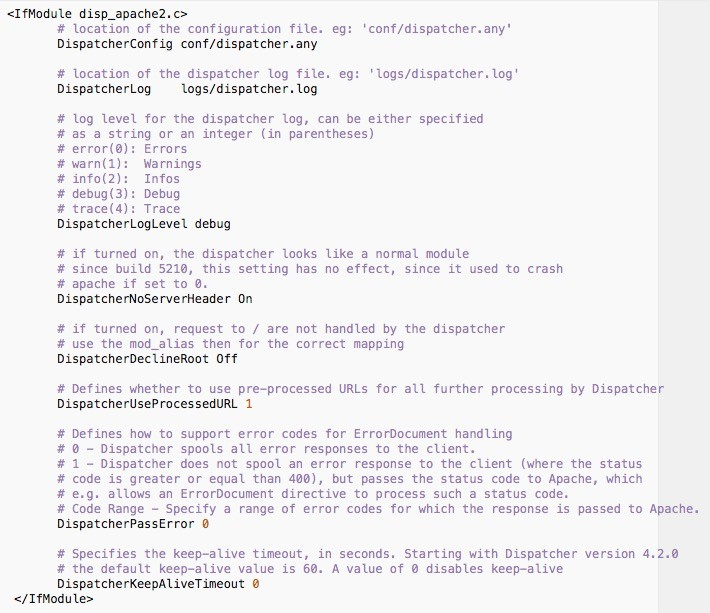 <IfModule disp_apache2.c>
# location of the configuration file. eg: 'conf/dispatcher.any'
DispatcherConfig conf/dispatcher.any
# location of the dispatcher log file. eg: 'logs/dispatcher.log'
DispatcherLog    logs/dispatcher.log
# log level for the dispatcher log, can be either specified
# as a string or an integer (in parentheses)
# error(0): Errors
# warn(1):  Warnings
# info(2):  Infos
# debug(3): Debug
# trace(4): Trace
DispatcherLogLevel debug
# if turned on, the dispatcher looks like a normal module
# since build 5210, this setting has no effect, since it used to crash
# apache if set to 0.
DispatcherNoServerHeader On
# if turned on, request to / are not handled by the dispatcher
# use the mod_alias then for the correct mapping
DispatcherDeclineRoot Off
# Defines whether to use pre-processed URLs for all further processing by Dispatcher
DispatcherUseProcessedURL 1
# Defines how to support error codes for ErrorDocument handling
# 0 – Dispatcher spools all error responses to the client.
# 1 – Dispatcher does not spool an error response to the client (where the status
# code is greater or equal than 400), but passes the status code to Apache, which
# e.g. allows an ErrorDocument directive to process such a status code.
# Code Range – Specify a range of error codes for which the response is passed to Apache.
DispatcherPassError 0
# Specifies the keep-alive timeout, in seconds. Starting with Dispatcher version 4.2.0
# the default keep-alive value is 60. A value of 0 disables keep-alive
DispatcherKeepAliveTimeout 0
</IfModule>